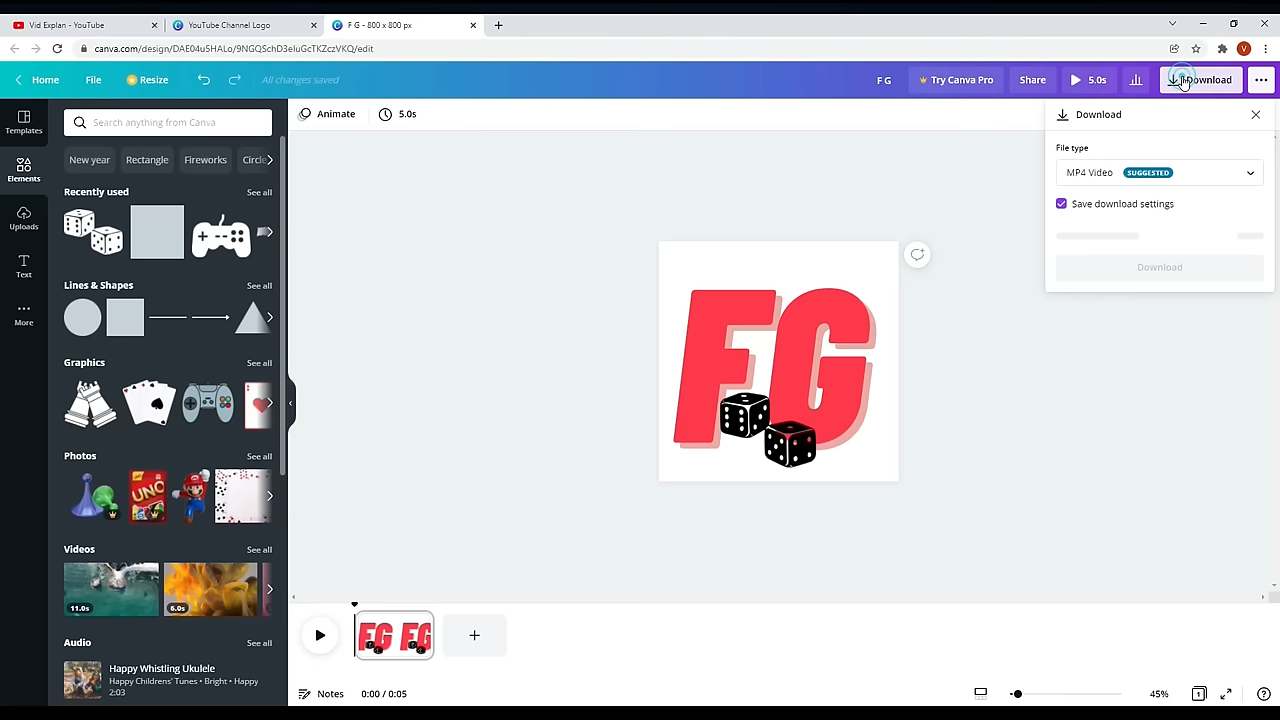 Vid Explan - YouTube
YouTube Channel Logo
F G - 800 x 800 px
canva.com/design/DAE04u5HALo/9NGQSchD3eIuGcTKZczVKQ/edit
V
Home
File
Resize
All changes saved
F G
Try Canva Pro
Share
5.0s
Download
Templates
Elements
Uploads
Text
More
Search anything from Canva
New year
Rectangle
Fireworks
Circle
Recently used
See all
Lines & Shapes
See all
Graphics
See all
Photos
See all
UNO
Videos
See all
11.0s
6.0s
Audio
See all
Happy Whistling Ukulele
Happy Childrens' Tunes • Bright • Happy
2:03
Animate
5.0s
Download
File type
MP4 Video
SUGGESTED
Save download settings
Download
FG
FG FG
Notes
0:00 / 0:05
45%
1